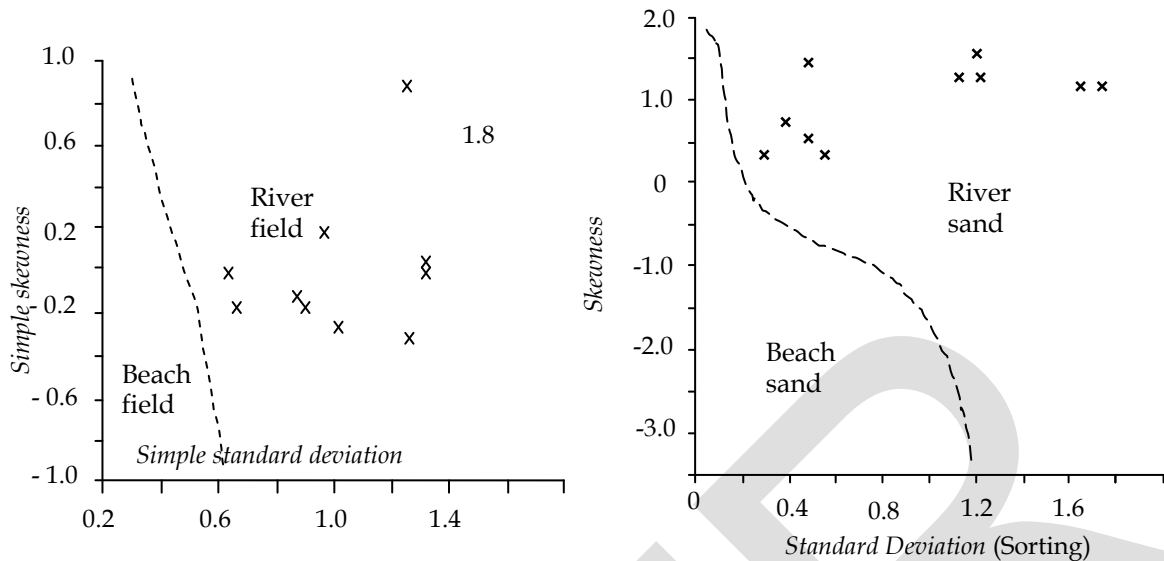 1.0
0.6
0.2
- 0.2
- 0.6
- 1.0
Simple skewness
1.8
River
field
Beach
field
Simple standard deviation
0.2 0.6 1.0 1.4
2.0
1.0
0
-1.0
-2.0
-3.0
Skewness
River
sand
Beach
sand
0 0.4 0.8 1.2 1.6
Standard Deviation (Sorting)